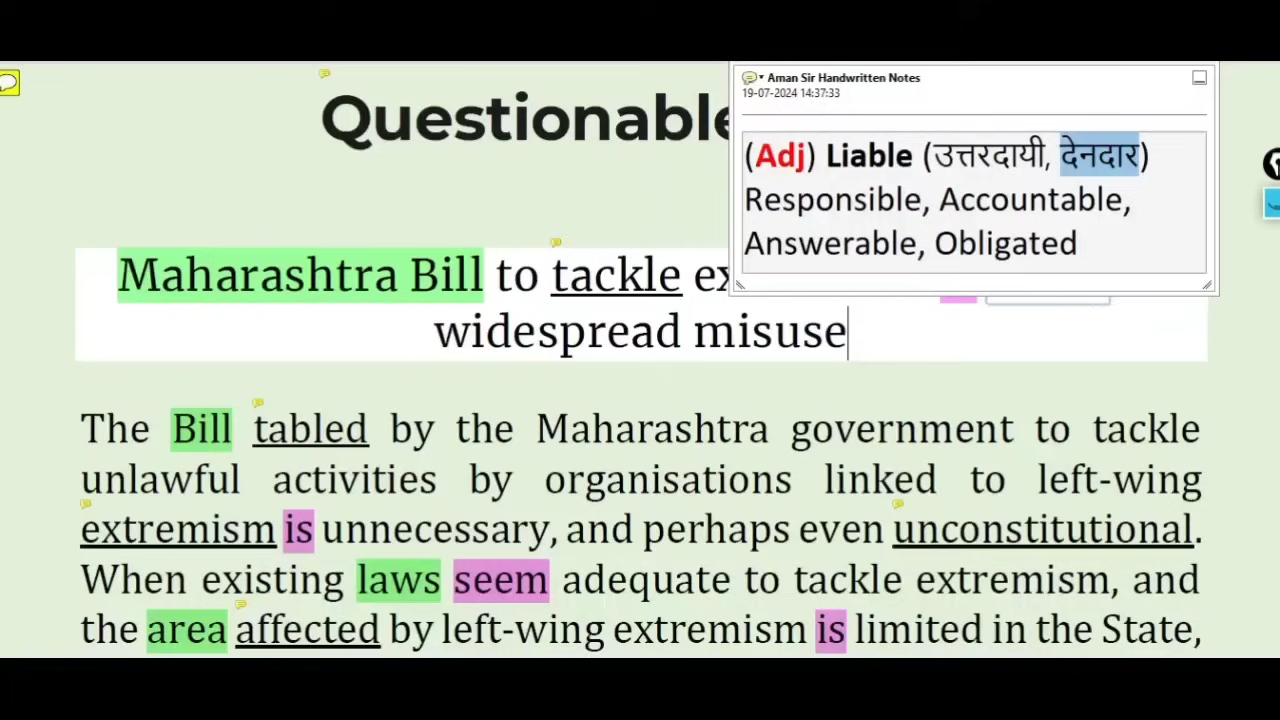 Questionable
Aman Sir Handwritten Notes
19-07-2024 14:37:33
(Adj) Liable (उत्तरदायी, देनदार)
Responsible, Accountable,
Answerable, Obligated
Maharashtra Bill to tackle ex
widespread misuse
The Bill tabled by the Maharashtra government to tackle
unlawful activities by organisations linked to left-wing
extremism is unnecessary, and perhaps even unconstitutional.
When existing laws seem adequate to tackle extremism, and
the area affected by left-wing extremism is limited in the State,